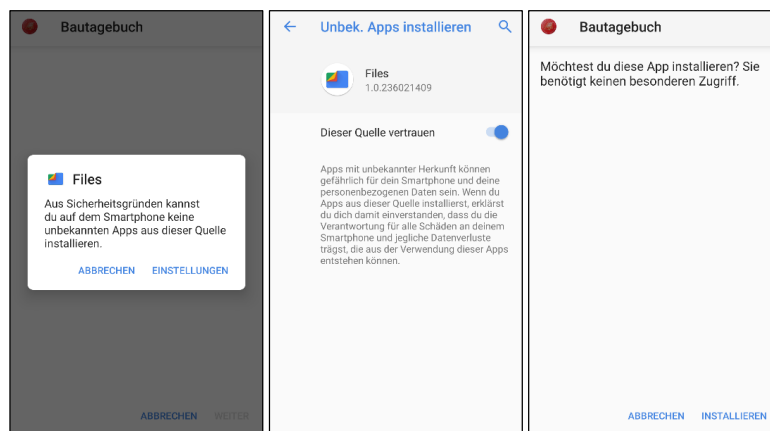 Bautagebuch
Files
Aus Sicherheitsgründen kannst
du auf dem Smartphone keine
unbekannten Apps aus dieser Quelle
installieren.
ABBRECHEN EINSTELLUNGEN
ABBRECHEN WEITER
Unbek. Apps installieren
Files
1.0.236021409
Dieser Quelle vertrauen
Apps mit unbekannter Herkunft können
gefährlich für dein Smartphone und deine
personenbezogenen Daten sein. Wenn du
Apps aus dieser Quelle installierst, erklärst
du dich damit einverstanden, dass du die
Verantwortung für alle Schäden an deinem
Smartphone und jegliche Datenverluste
trägst, die aus der Verwendung dieser Apps
entstehen können.
Bautagebuch
Möchtest du diese App installieren? Sie
benötigt keinen besonderen Zugriff.
ABBRECHEN INSTALLIEREN